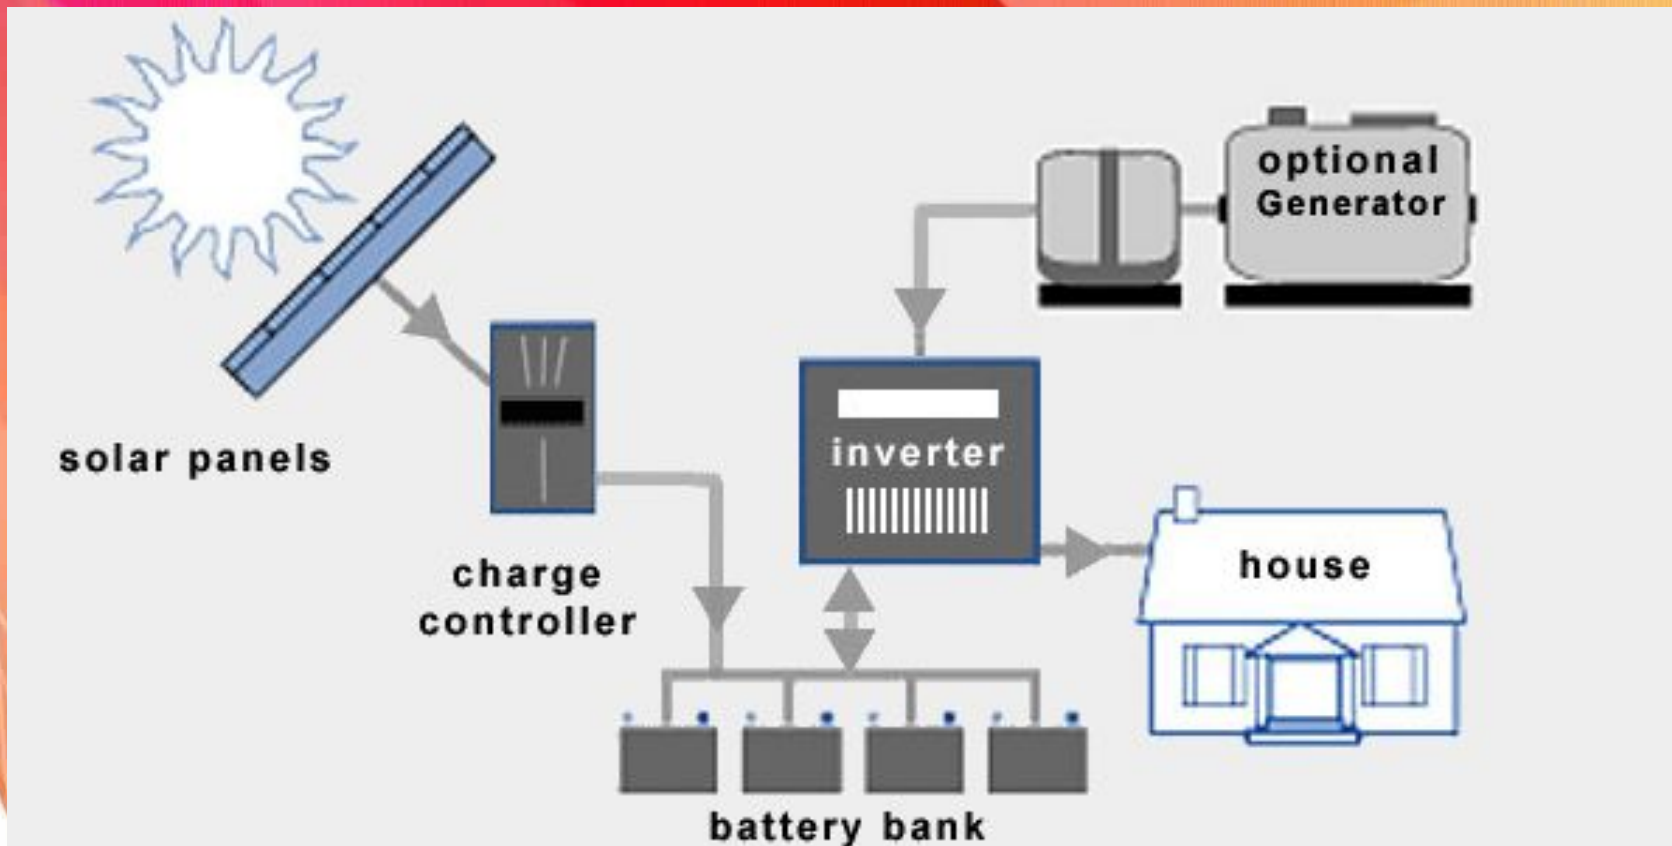 optional
Generator
solar panels
inverter
charge
controller
house
battery bank